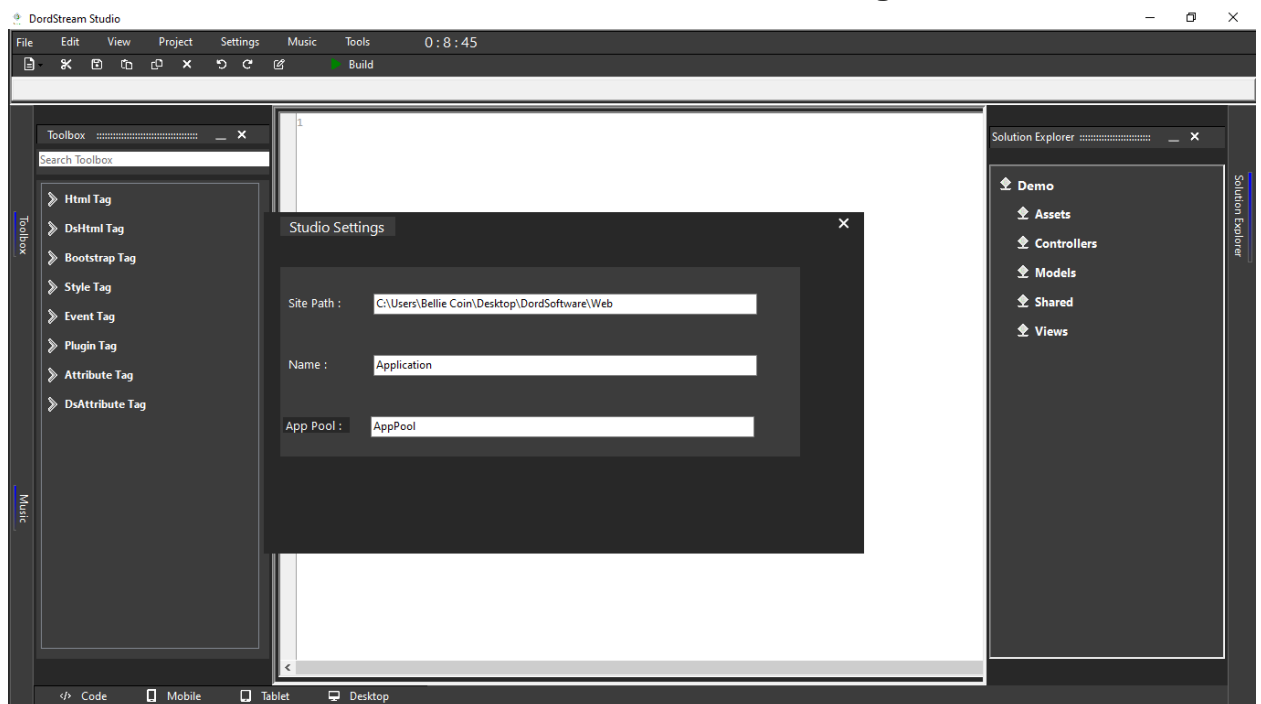 DordStream Studio
File Edit View Project Settings Music Tools 0:8:45
Build
Toolbox
Search Toolbox
Html Tag
DsHtml Tag
Bootstrap Tag
Style Tag
Event Tag
Plugin Tag
Attribute Tag
DsAttribute Tag
Toolbox
Music
1
Studio Settings
Site Path : C:\Users\Bellie Coin\Desktop\DordSoftware\Web
Name : Application
App Pool : AppPool
Solution Explorer
Demo
Assets
Controllers
Models
Shared
Views
Solution Explorer
</> Code Mobile Tablet Desktop